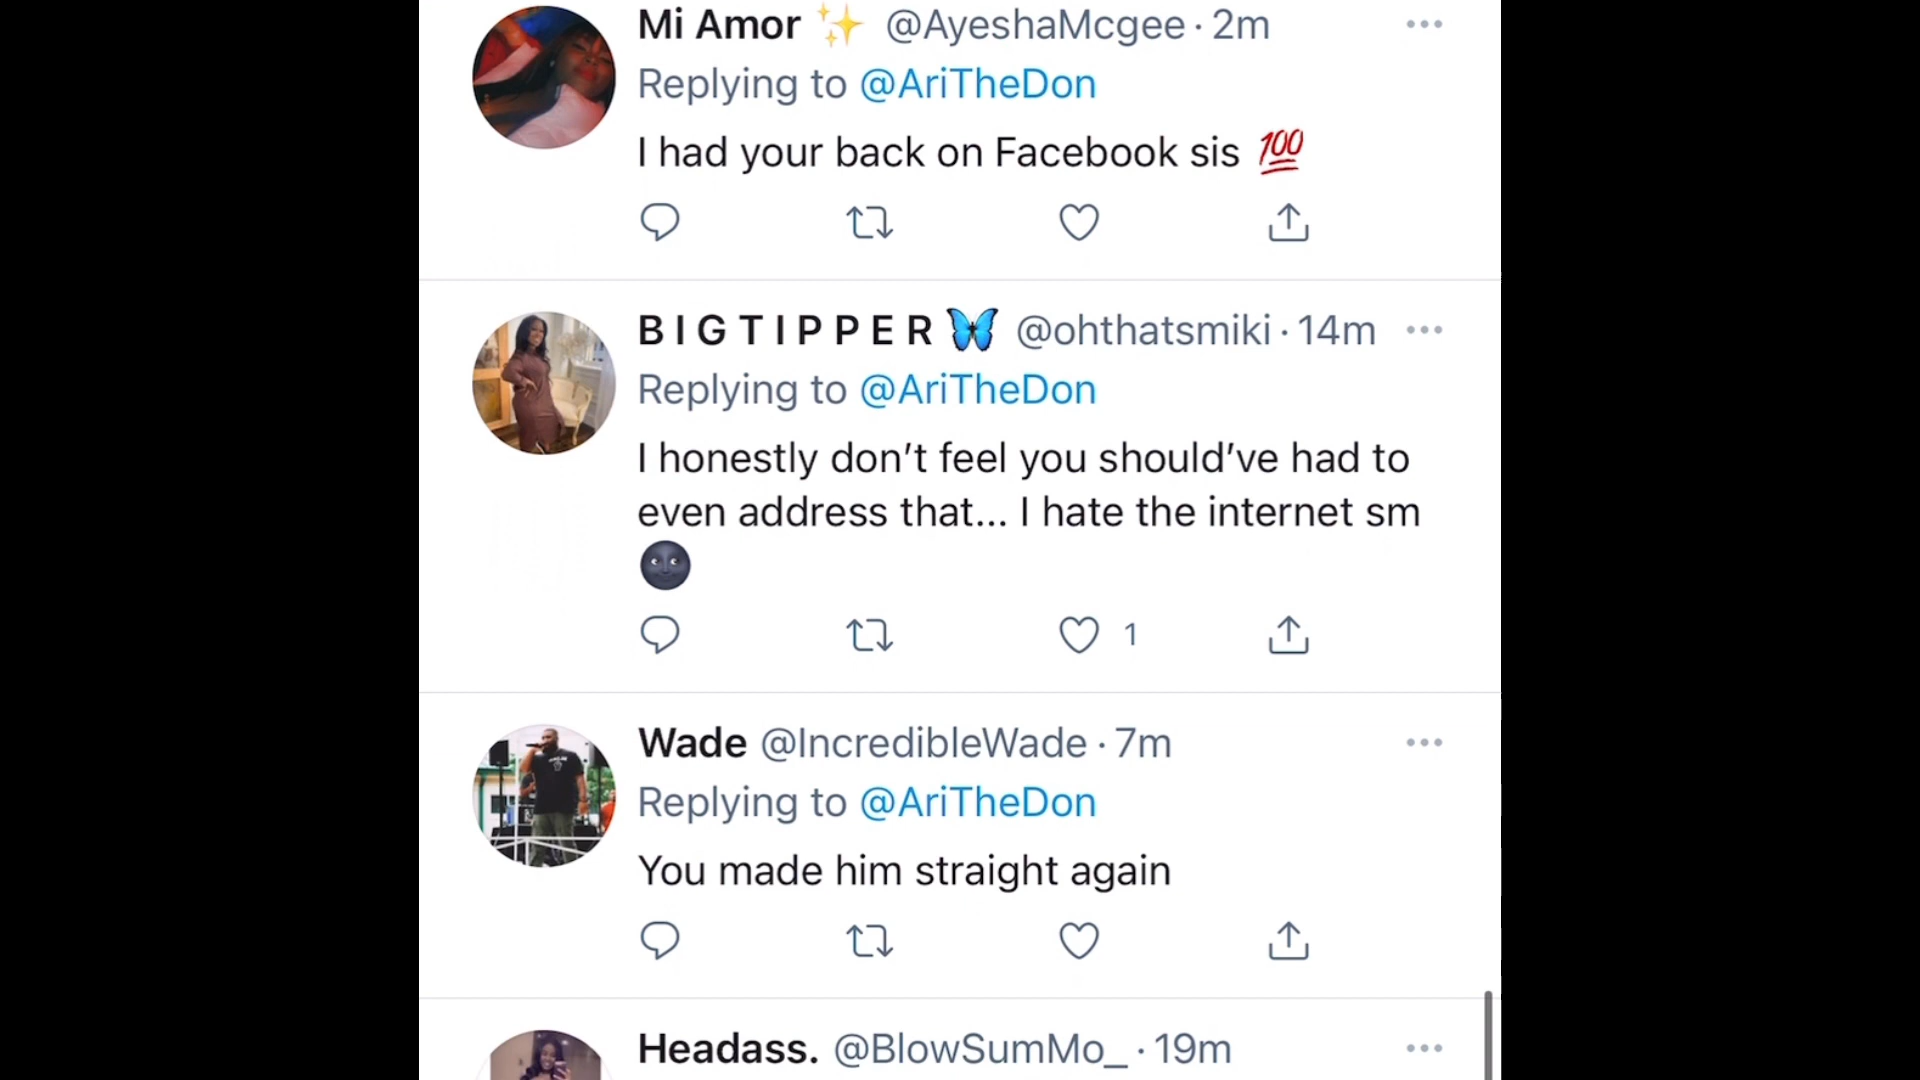 Mi Amor ✨ @AyeshaMcgee · 2m
Replying to @AriTheDon
I had your back on Facebook sis 💯
B I G T I P P E R 🦋 @ohthatsmiki · 14m
Replying to @AriTheDon
I honestly don’t feel you should’ve had to
even address that... I hate the internet sm
🌚
1
Wade @IncredibleWade · 7m
Replying to @AriTheDon
You made him straight again
Headass. @BlowSumMo_ · 19m